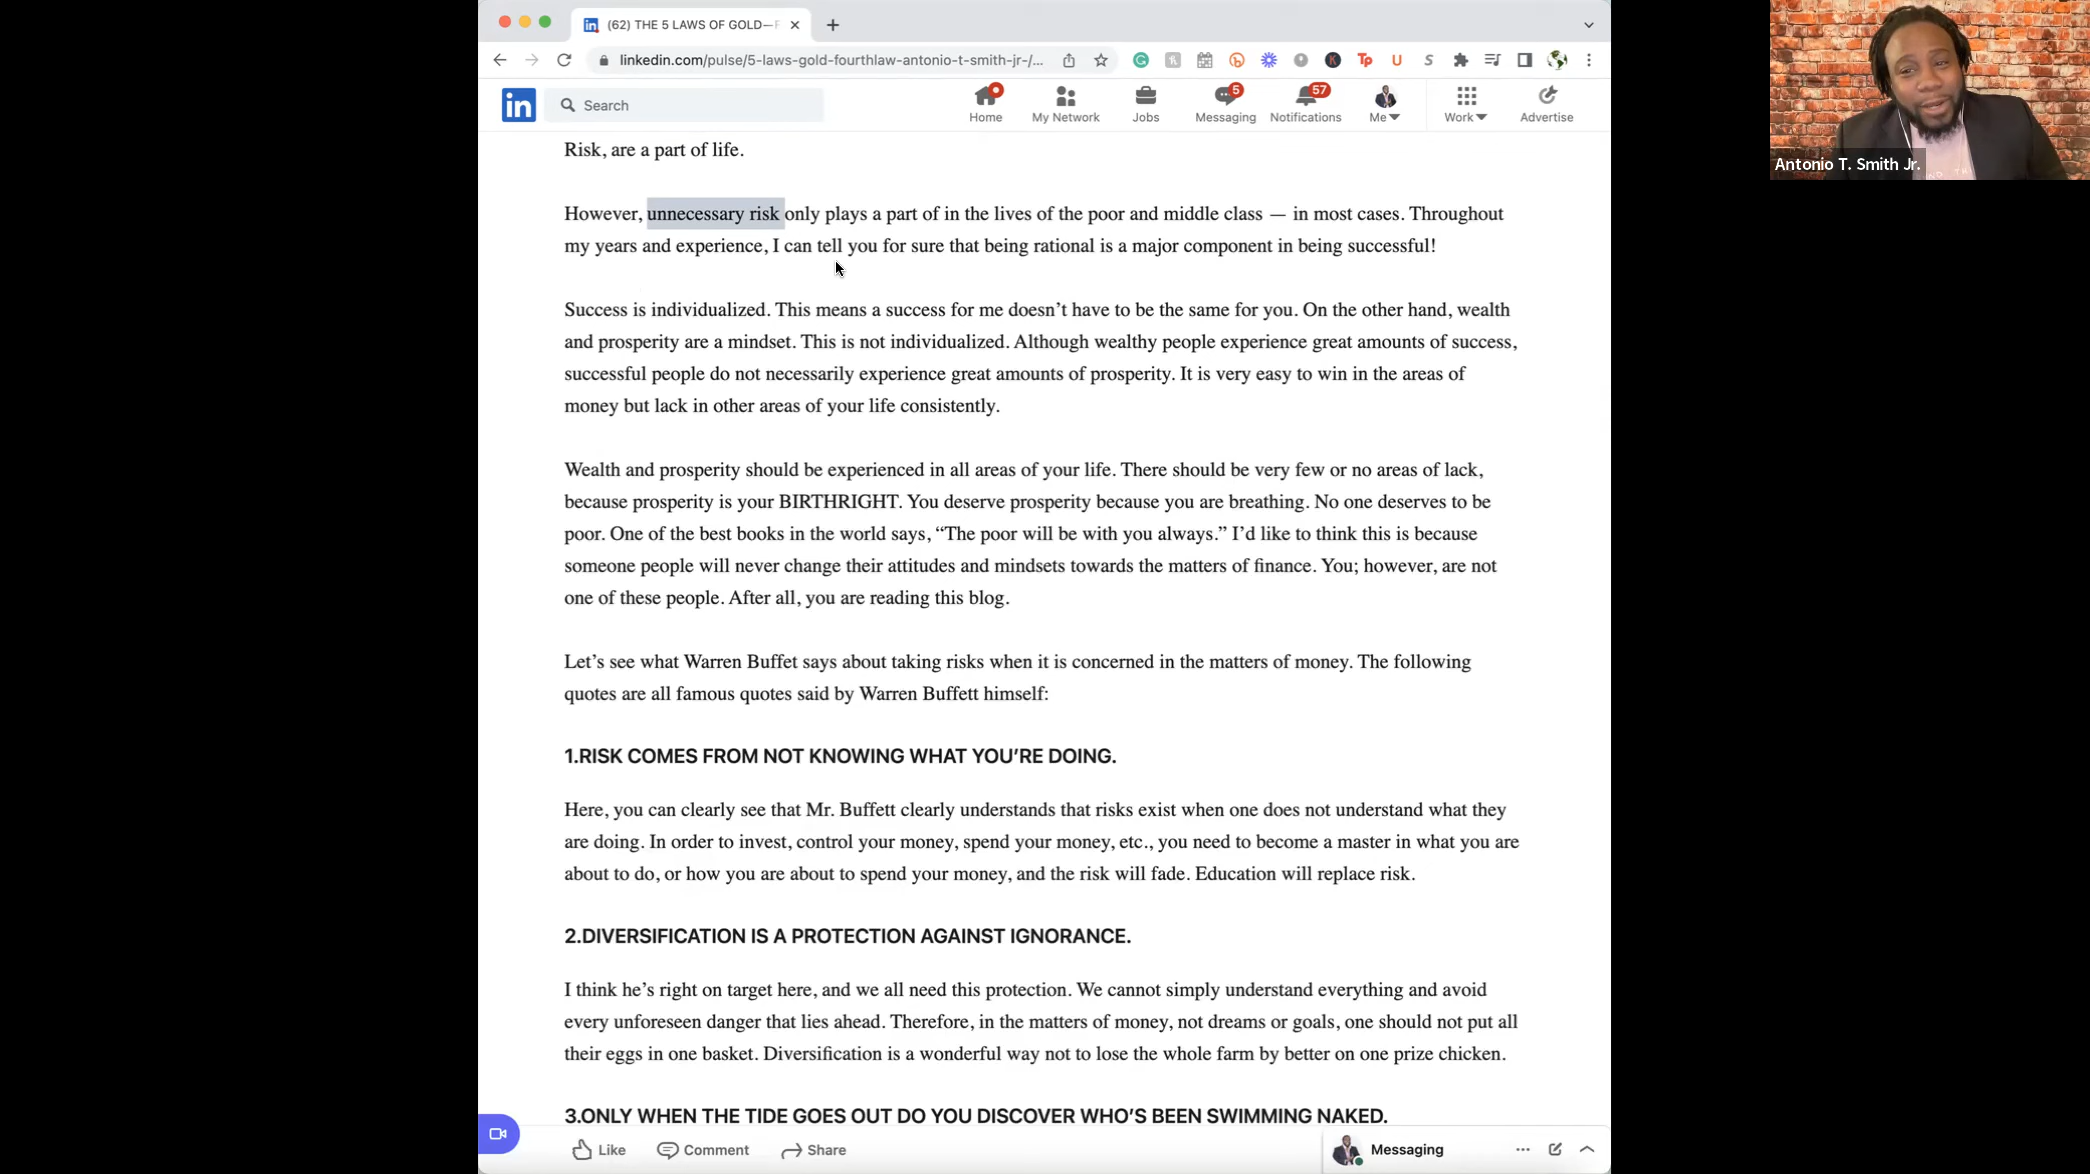 (62) THE 5 LAWS OF GOLD—F
linkedin.com/pulse/5-laws-gold-fourthlaw-antonio-t-smith-jr-/...
in
Search
Home
My Network
Jobs
5
Messaging
57
Notifications
Me
Work
Advertise
Antonio T. Smith Jr.
Risk, are a part of life.
However, unnecessary risk only plays a part of in the lives of the poor and middle class — in most cases. Throughout
my years and experience, I can tell you for sure that being rational is a major component in being successful!
Success is individualized. This means a success for me doesn’t have to be the same for you. On the other hand, wealth
and prosperity are a mindset. This is not individualized. Although wealthy people experience great amounts of success,
successful people do not necessarily experience great amounts of prosperity. It is very easy to win in the areas of
money but lack in other areas of your life consistently.
Wealth and prosperity should be experienced in all areas of your life. There should be very few or no areas of lack,
because prosperity is your BIRTHRIGHT. You deserve prosperity because you are breathing. No one deserves to be
poor. One of the best books in the world says, “The poor will be with you always.” I’d like to think this is because
someone people will never change their attitudes and mindsets towards the matters of finance. You; however, are not
one of these people. After all, you are reading this blog.
Let’s see what Warren Buffet says about taking risks when it is concerned in the matters of money. The following
quotes are all famous quotes said by Warren Buffett himself:
1.RISK COMES FROM NOT KNOWING WHAT YOU’RE DOING.
Here, you can clearly see that Mr. Buffett clearly understands that risks exist when one does not understand what they
are doing. In order to invest, control your money, spend your money, etc., you need to become a master in what you are
about to do, or how you are about to spend your money, and the risk will fade. Education will replace risk.
2.DIVERSIFICATION IS A PROTECTION AGAINST IGNORANCE.
I think he’s right on target here, and we all need this protection. We cannot simply understand everything and avoid
every unforeseen danger that lies ahead. Therefore, in the matters of money, not dreams or goals, one should not put all
their eggs in one basket. Diversification is a wonderful way not to lose the whole farm by better on one prize chicken.
3.ONLY WHEN THE TIDE GOES OUT DO YOU DISCOVER WHO’S BEEN SWIMMING NAKED.
Like
Comment
Share
Messaging